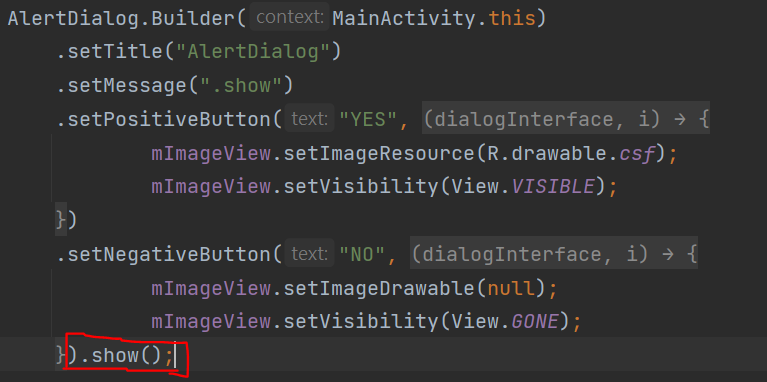 AlertDialog.Builder( context: MainActivity.this)
.setTitle("AlertDialog")
.setMessage(".show")
.setPositiveButton( text: "YES", (dialogInterface, i) → {
mImageView.setImageResource(R.drawable.csf);
mImageView.setVisibility(View.VISIBLE);
})
.setNegativeButton( text: "NO", (dialogInterface, i) → {
mImageView.setImageDrawable(null);
mImageView.setVisibility(View.GONE);
}).show();